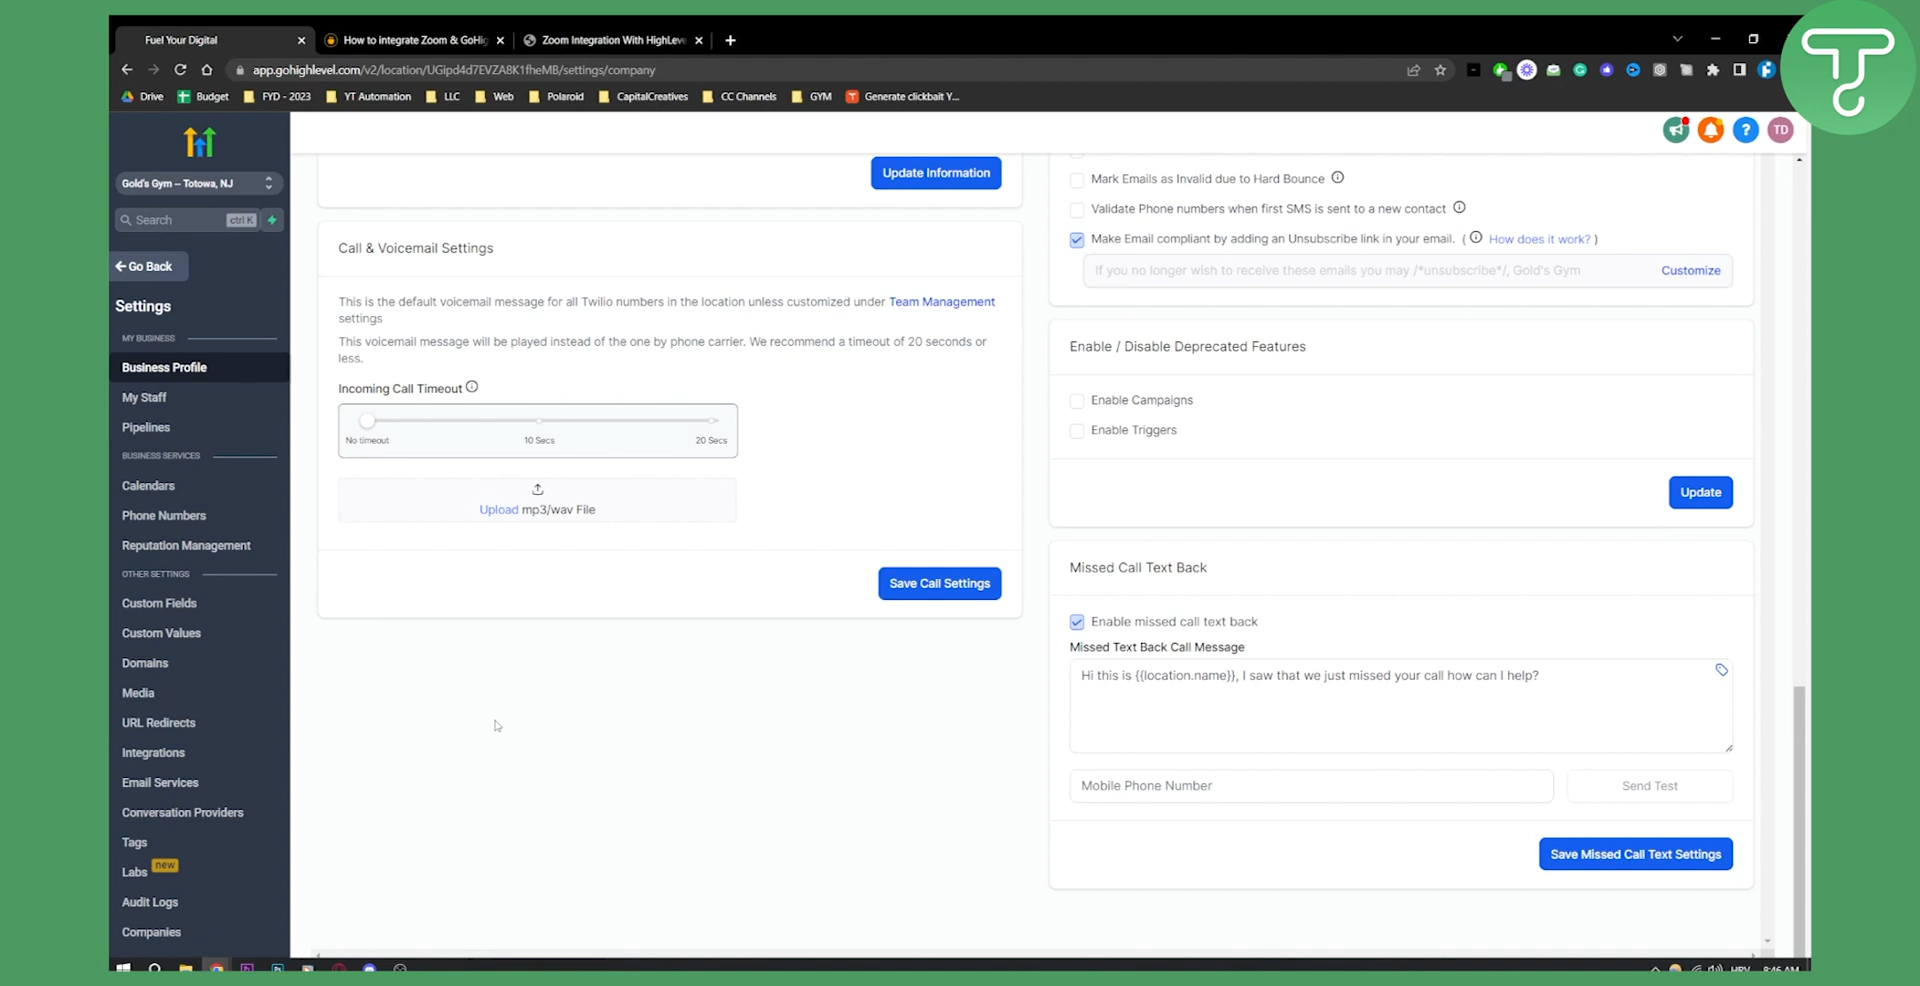 Fuel Your Digital
How to integrate Zoom & GoHig
Zoom Integration With HighLeve
app.gohighlevel.com/v2/location/UGipd4d7EVZA8K1fheMB/settings/company
Drive
Budget
FYD - 2023
YT Automation
LLC
Web
Polaroid
CapitalCreatives
CC Channels
GYM
Generate clickbait Y...
TD
Gold's Gym -- Totowa, NJ
Search
ctrl K
Go Back
Settings
MY BUSINESS
Business Profile
My Staff
Pipelines
BUSINESS SERVICES
Calendars
Phone Numbers
Reputation Management
OTHER SETTINGS
Custom Fields
Custom Values
Domains
Media
URL Redirects
Integrations
Email Services
Conversation Providers
Tags
Labs new
Audit Logs
Companies
Update Information
Call & Voicemail Settings
This is the default voicemail message for all Twilio numbers in the location unless customized under Team Management
settings
This voicemail message will be played instead of the one by phone carrier. We recommend a timeout of 20 seconds or
less.
Incoming Call Timeout
No timeout
10 Secs
20 Secs
Upload mp3/wav File
Save Call Settings
Mark Emails as Invalid due to Hard Bounce
Validate Phone numbers when first SMS is sent to a new contact
Make Email compliant by adding an Unsubscribe link in your email. ( How does it work? )
If you no longer wish to receive these emails you may /*unsubscribe*/, Gold's Gym
Customize
Enable / Disable Deprecated Features
Enable Campaigns
Enable Triggers
Update
Missed Call Text Back
Enable missed call text back
Missed Text Back Call Message
Hi this is {{location.name}}, I saw that we just missed your call how can I help?
Mobile Phone Number
Send Test
Save Missed Call Text Settings
HRV
8:46 AM